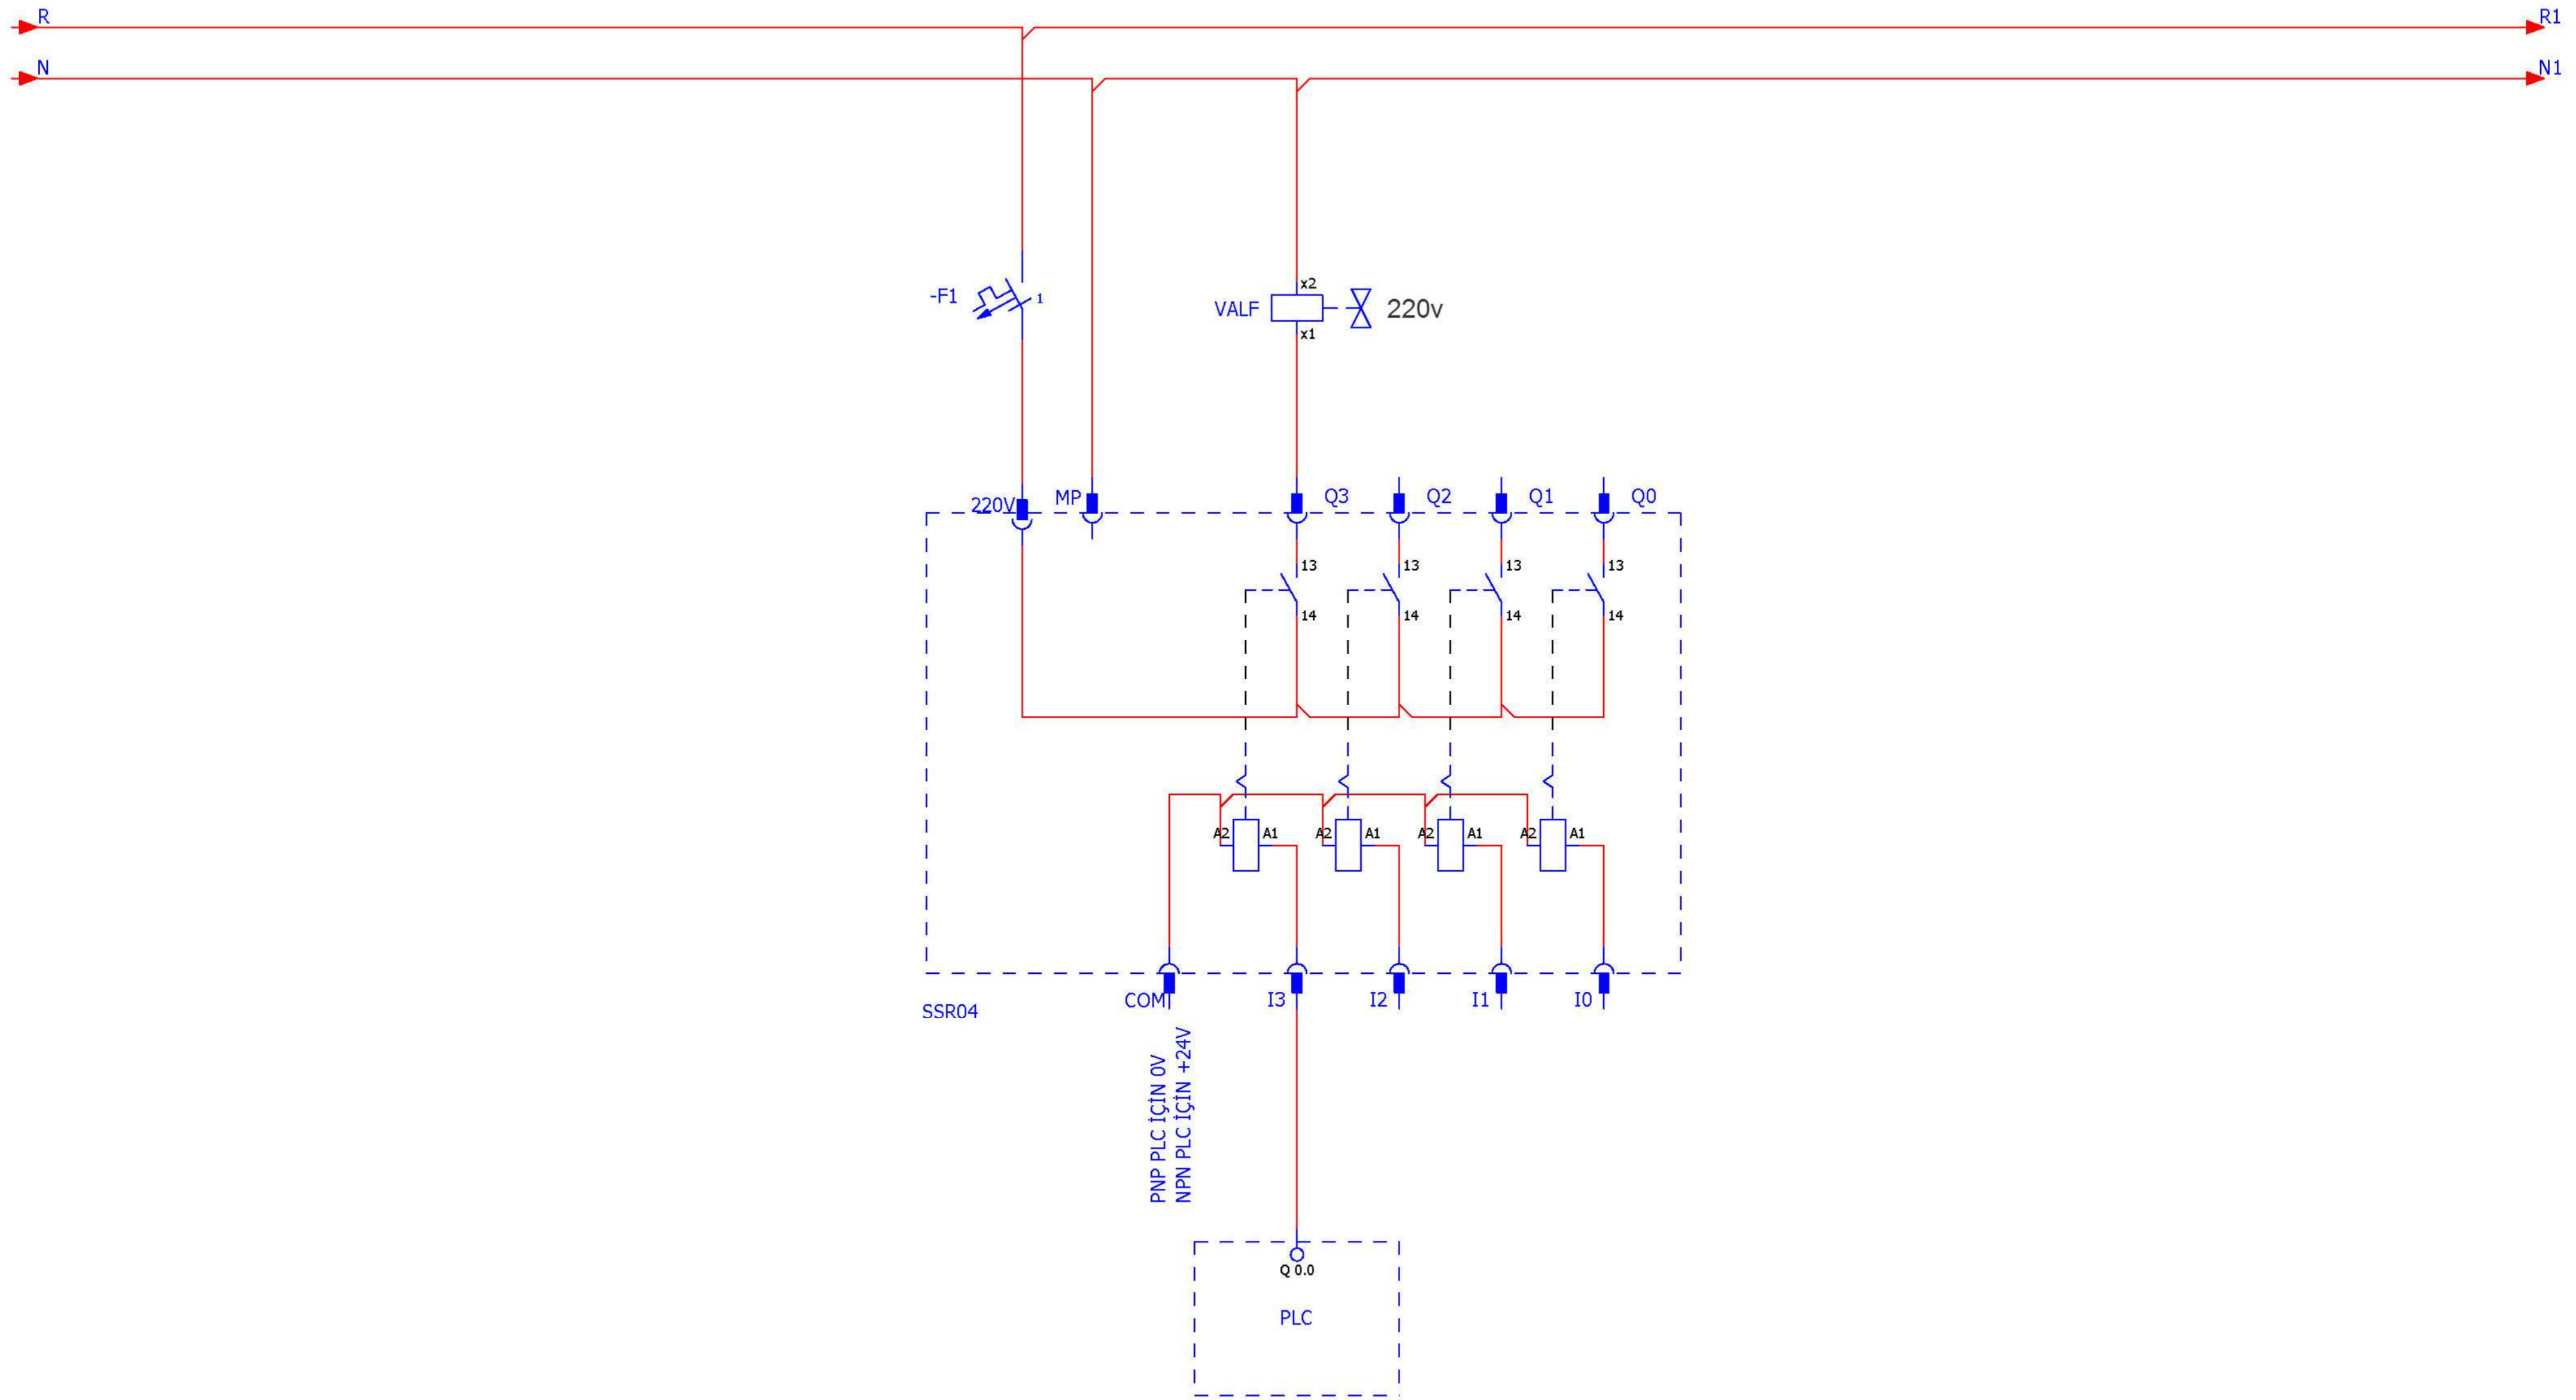 R
R1
N
N1
-F1
1
VALF
x2
x1
220v
220V
MP
Q3
Q2
Q1
Q0
13
13
13
13
14
14
14
14
A2
A1
A2
A1
A2
A1
A2
A1
COM
I3
I2
I1
I0
SSR04
PNP PLC İÇİN 0V
NPN PLC İÇİN +24V
Q 0.0
PLC